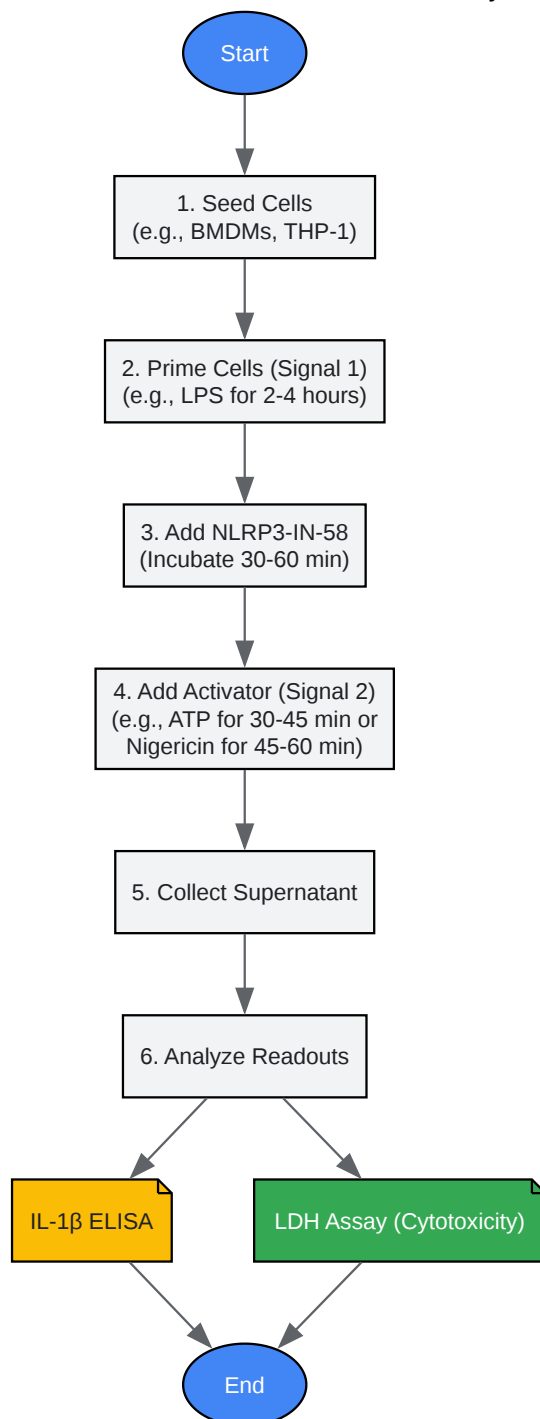 Start
1. Seed Cells
(e.g., BMDMs, THP-1)
2. Prime Cells (Signal 1)
(e.g., LPS for 2-4 hours)
3. Add NLRP3-IN-58
(Incubate 30-60 min)
4. Add Activator (Signal 2)
(e.g., ATP for 30-45 min or
Nigericin for 45-60 min)
5. Collect Supernatant
6. Analyze Readouts
IL-1β ELISA
LDH Assay (Cytotoxicity)
End